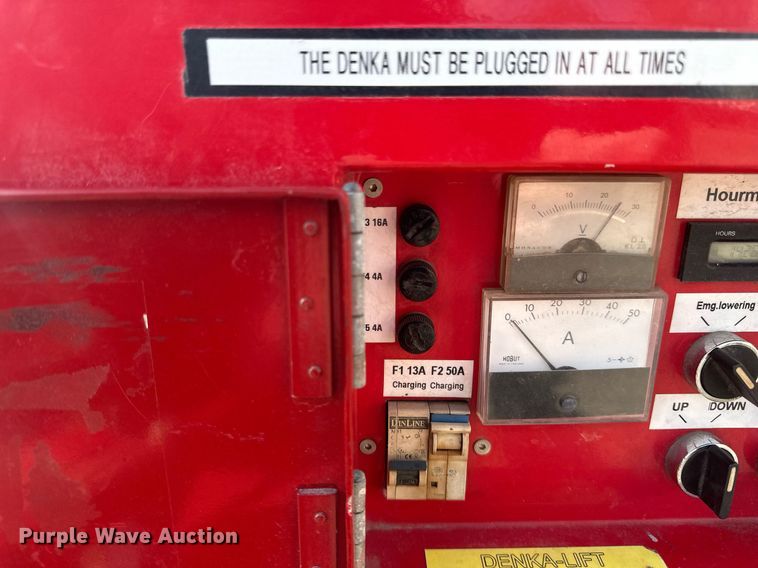 THE DENKA MUST BE PLUGGED IN AT ALL TIMES
Hourm
3 16A
0 10 20 30
V
HOURS
4 4A
Emg.lowering
0 10 20 30 40 50
A
5 4A
HOBUT
F1 13A F2 50A
Charging Charging
UP DOWN
DINLINE
Purple Wave Auction
DENKA-LIFT